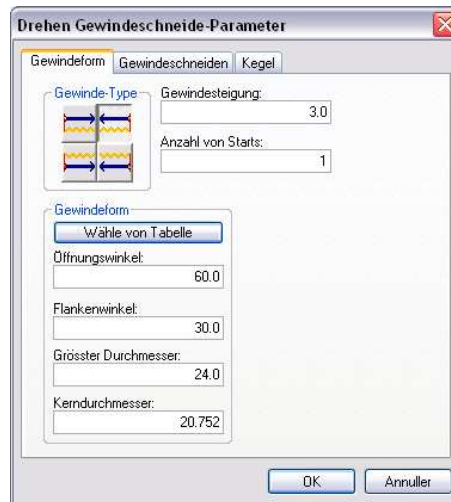 Drehen Gewindeschneide-Parameter
Gewindeform Gewindeschneiden Kegel
Gewinde-Type
Gewindesteigung:
3.0
Anzahl von Starts:
1
Gewindeform
Wähle von Tabelle
Öffnungswinkel:
60.0
Flankenwinkel:
30.0
Grösster Durchmesser:
24.0
Kerndurchmesser:
20.752
OK Annuller